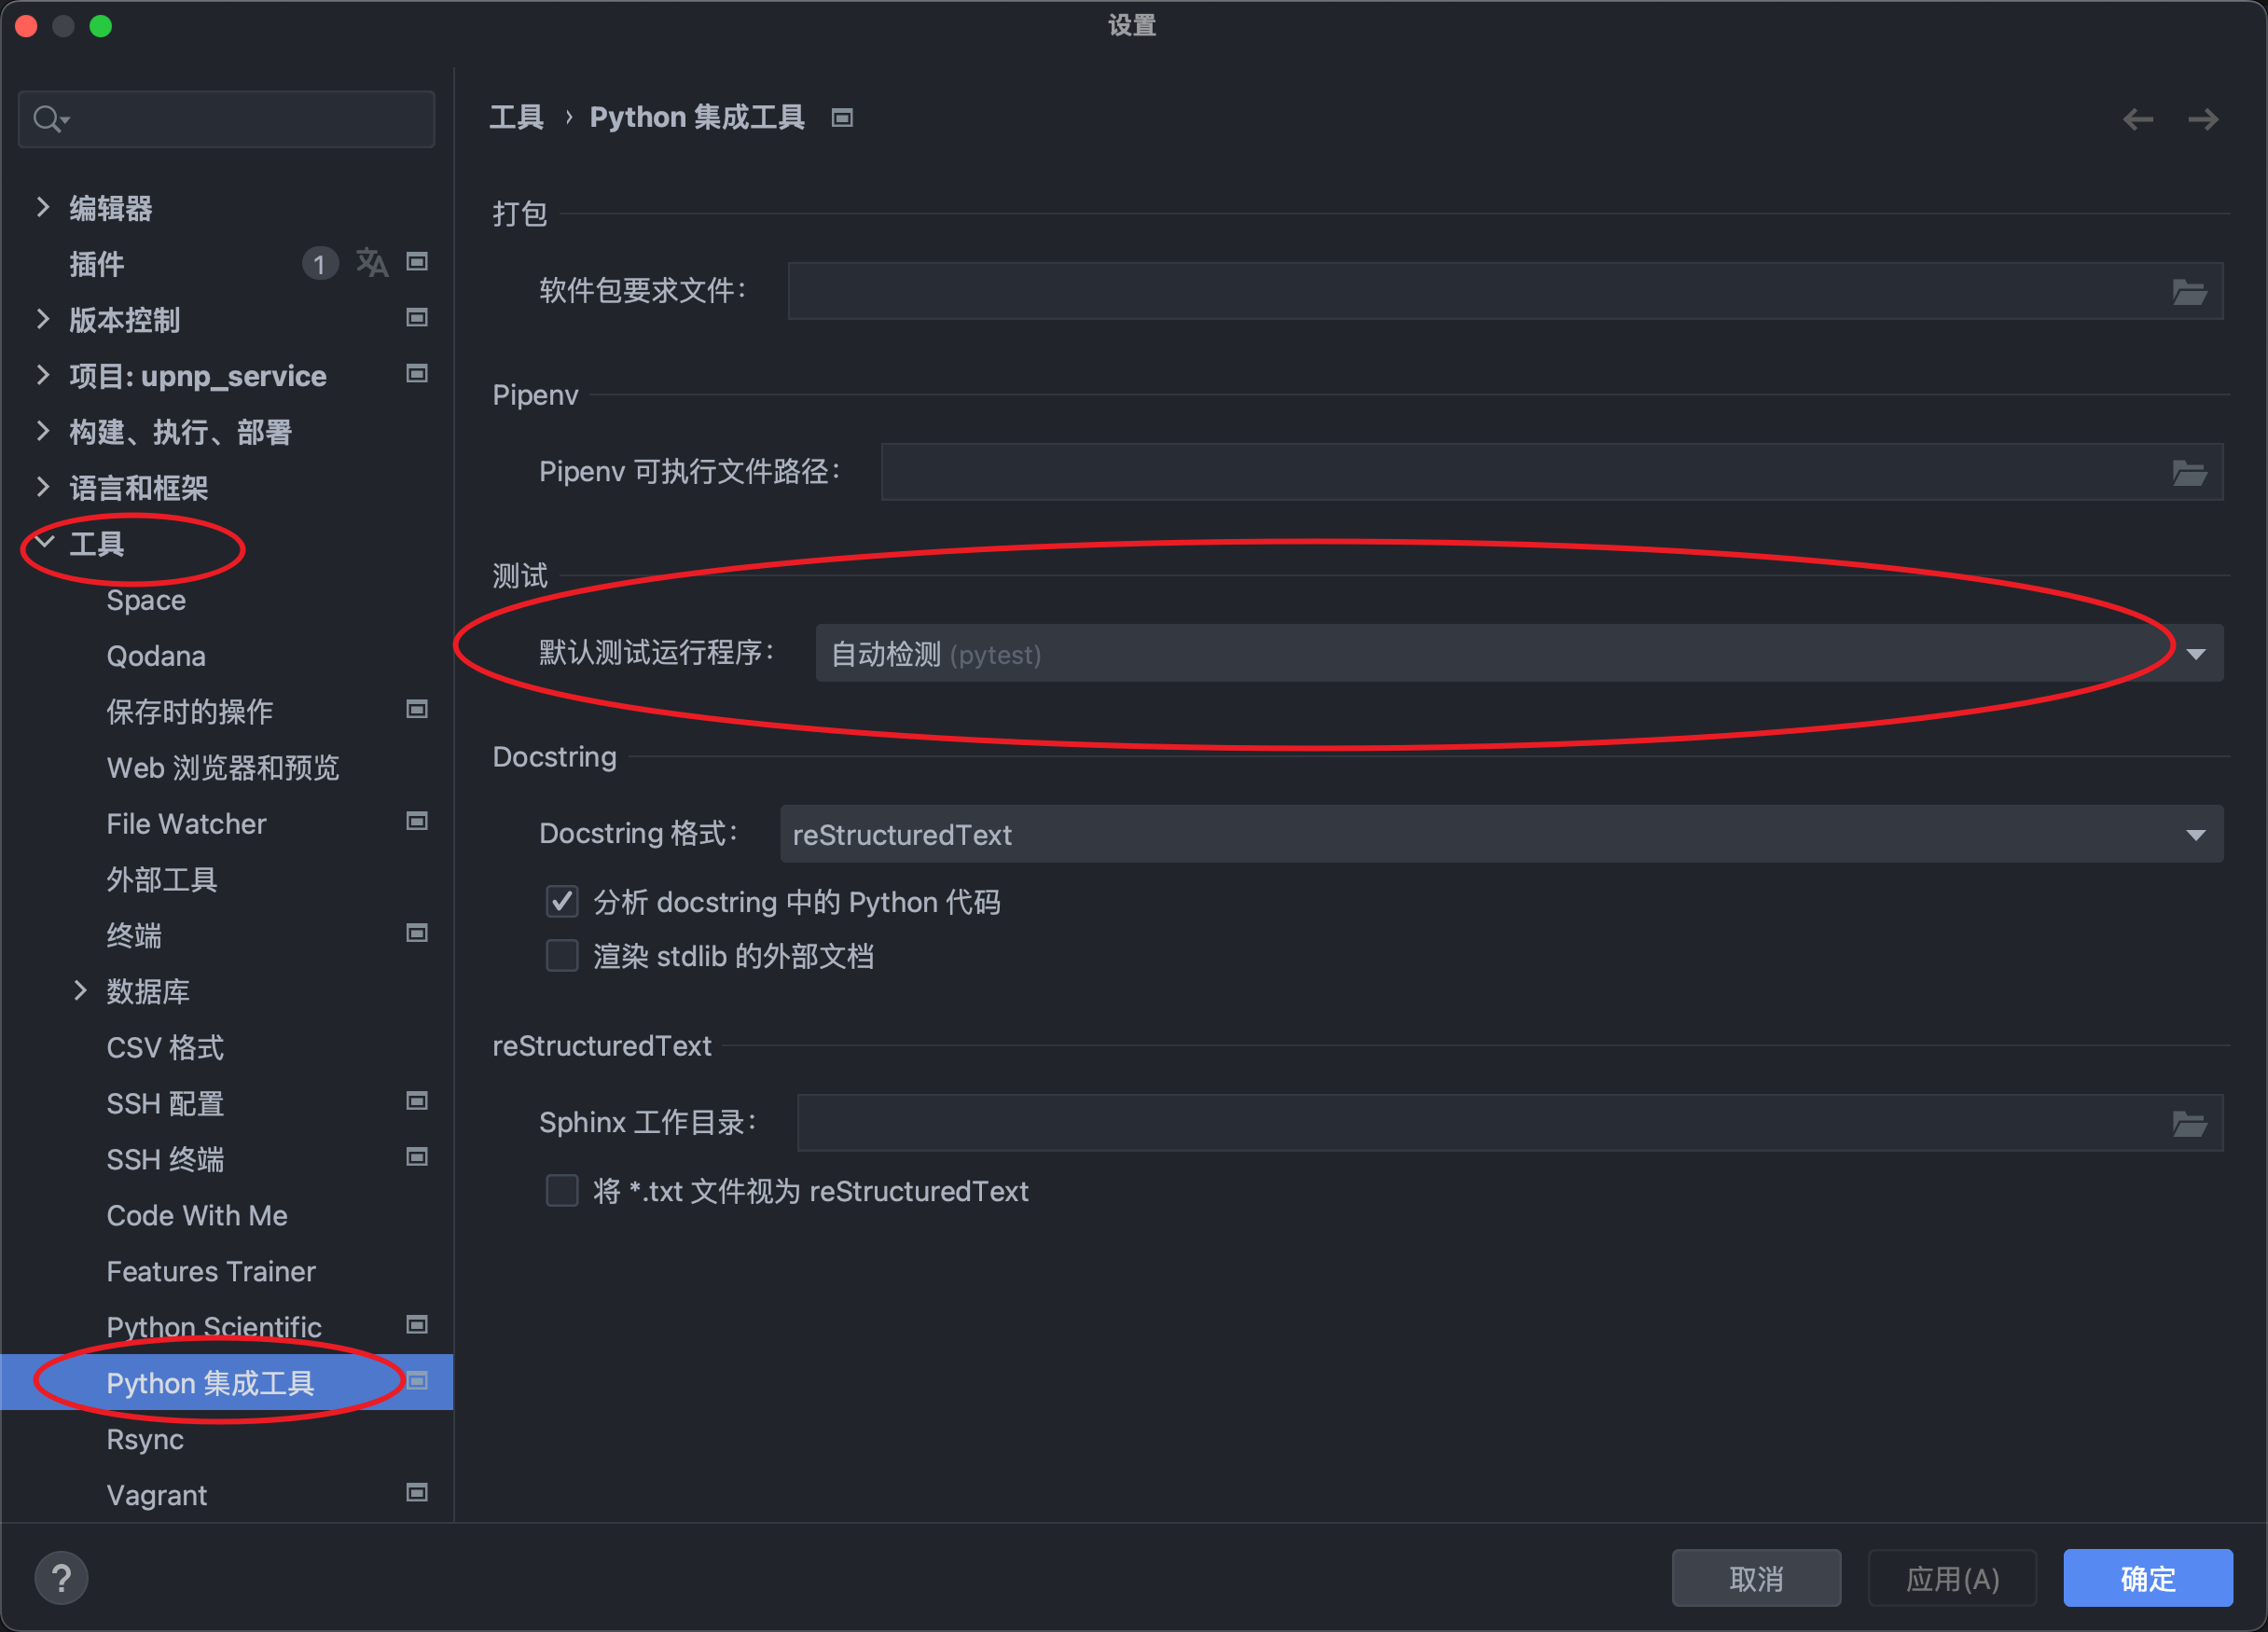 设置
编辑器
插件 1
版本控制
项目: upnp_service
构建、执行、部署
语言和框架
工具
Space
Qodana
保存时的操作
Web 浏览器和预览
File Watcher
外部工具
终端
数据库
CSV 格式
SSH 配置
SSH 终端
Code With Me
Features Trainer
Python Scientific
Python 集成工具
Rsync
Vagrant
工具 › Python 集成工具
打包
软件包要求文件:
Pipenv
Pipenv 可执行文件路径:
测试
默认测试运行程序: 自动检测 (pytest)
Docstring
Docstring 格式: reStructuredText
分析 docstring 中的 Python 代码
渲染 stdlib 的外部文档
reStructuredText
Sphinx 工作目录:
将 *.txt 文件视为 reStructuredText
?
取消 应用(A) 确定